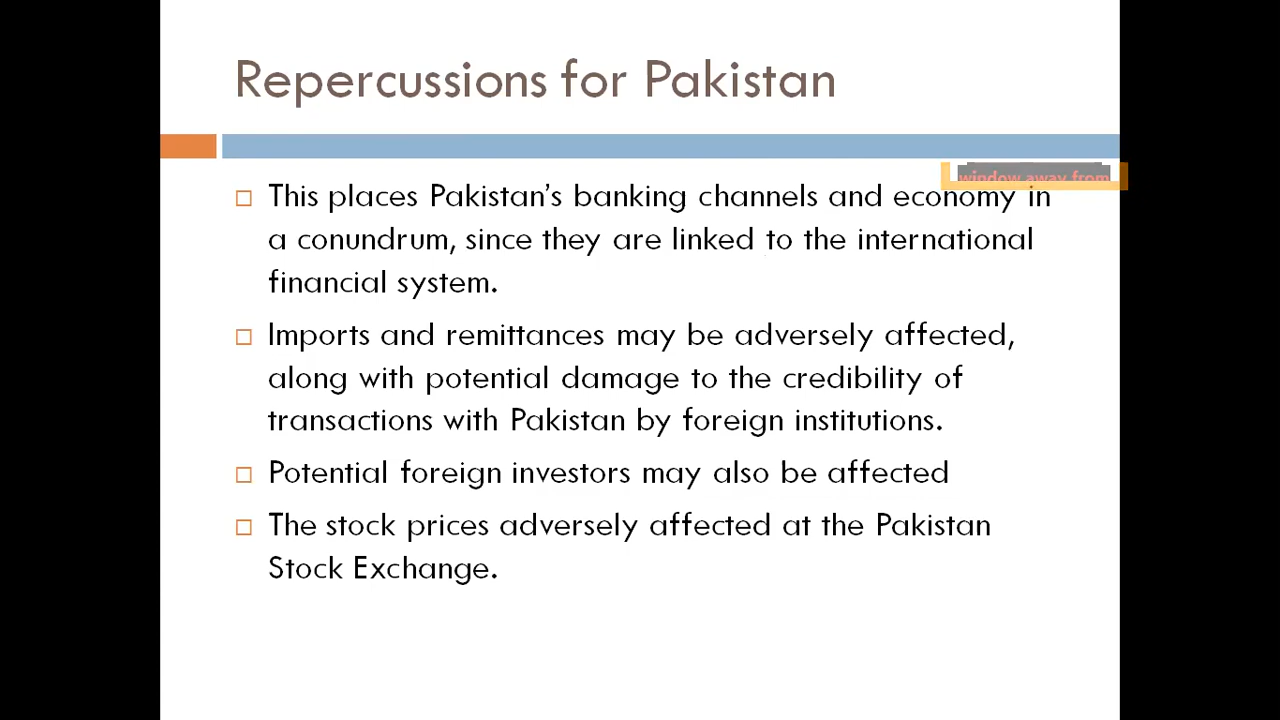 Repercussions for Pakistan
window away from
This places Pakistan's banking channels and economy in
a conundrum, since they are linked to the international
financial system.
Imports and remittances may be adversely affected,
along with potential damage to the credibility of
transactions with Pakistan by foreign institutions.
Potential foreign investors may also be affected
The stock prices adversely affected at the Pakistan
Stock Exchange.